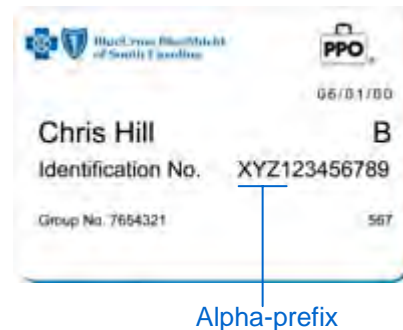 BlueCross BlueShield
of South Carolina
PPO
06/01/00
Chris Hill B
Identification No. XYZ123456789
Group No. 7654321 567
Alpha-prefix